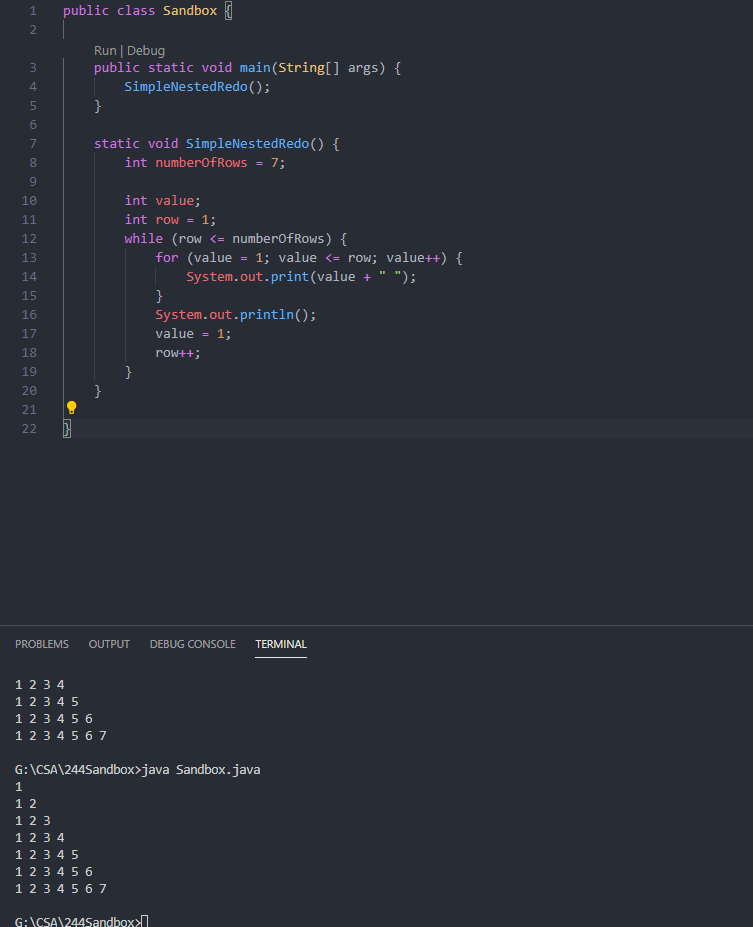 1 public class Sandbox {
2
Run | Debug
3 public static void main(String[] args) {
4 SimpleNestedRedo();
5 }
6
7 static void SimpleNestedRedo() {
8 int numberOfRows = 7;
9
10 int value;
11 int row = 1;
12 while (row <= numberOfRows) {
13 for (value = 1; value <= row; value++) {
14 System.out.print(value + " ");
15 }
16 System.out.println();
17 value = 1;
18 row++;
19 }
20 }
21
22 }
PROBLEMS OUTPUT DEBUG CONSOLE TERMINAL
1 2 3 4
1 2 3 4 5
1 2 3 4 5 6
1 2 3 4 5 6 7
G:\CSA\244Sandbox>java Sandbox.java
1
1 2
1 2 3
1 2 3 4
1 2 3 4 5
1 2 3 4 5 6
1 2 3 4 5 6 7
G:\CSA\244Sandbox>